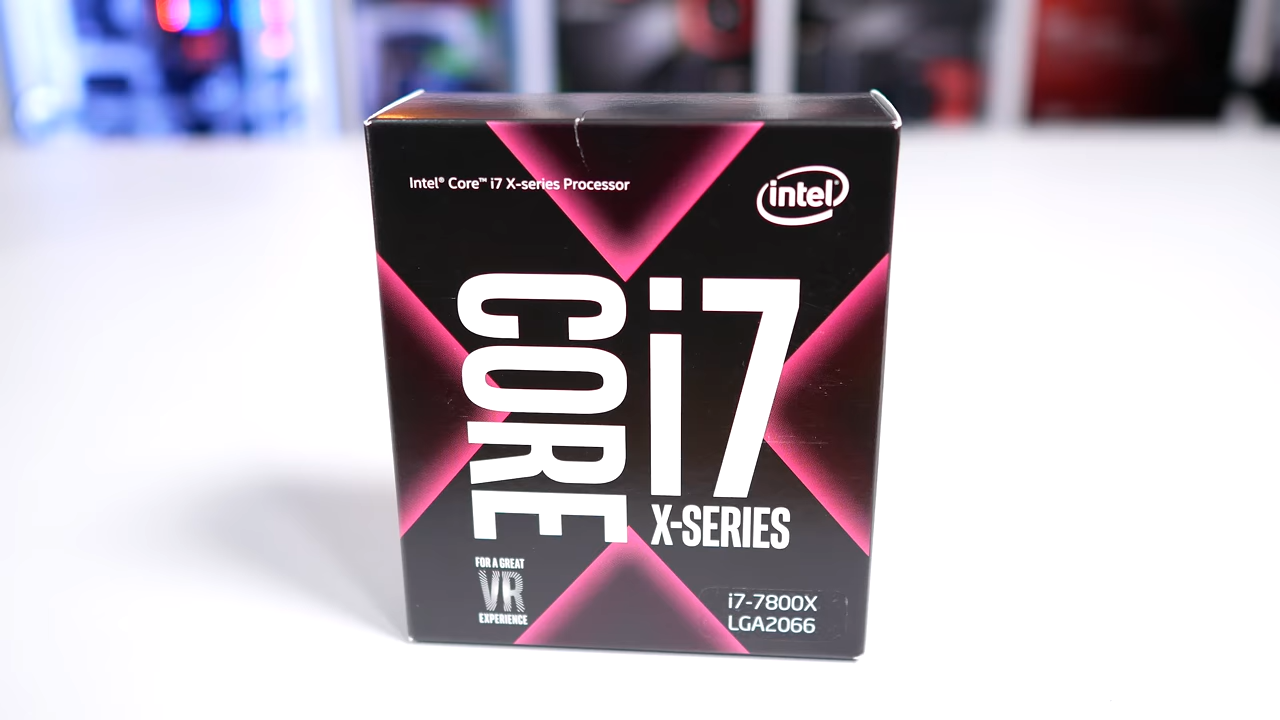 Intel® Core™ i7 X-series Processor
intel®
CORE
i7
X-SERIES
FOR A GREAT
VR
EXPERIENCE
i7-7800X
LGA2066